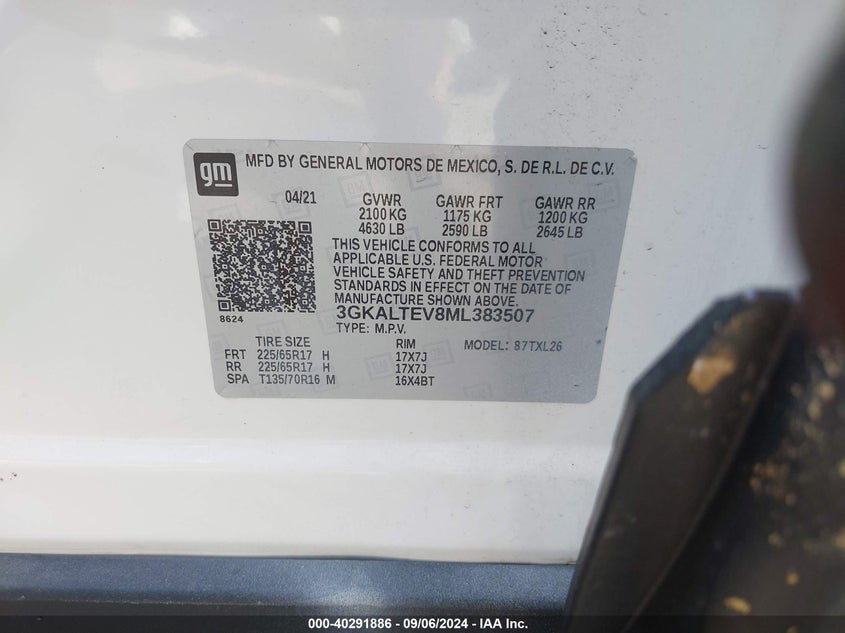 gm
MFD BY GENERAL MOTORS DE MEXICO, S. DE R.L. DE C.V.
04/21 GVWR GAWR FRT GAWR RR
2100 KG 1175 KG 1200 KG
4630 LB 2590 LB 2645 LB
THIS VEHICLE CONFORMS TO ALL
APPLICABLE U.S. FEDERAL MOTOR
VEHICLE SAFETY AND THEFT PREVENTION
STANDARDS IN EFFECT ON THE DATE OF
MANUFACTURE SHOWN ABOVE.
8624
3GKALTEV8ML383507
TYPE: M.P.V.
TIRE SIZE RIM MODEL: 87TXL26
FRT 225/65R17 H 17X7J
RR 225/65R17 H 17X7J
SPA T135/70R16 M 16X4BT
000-40291886 - 09/06/2024 - IAA Inc.